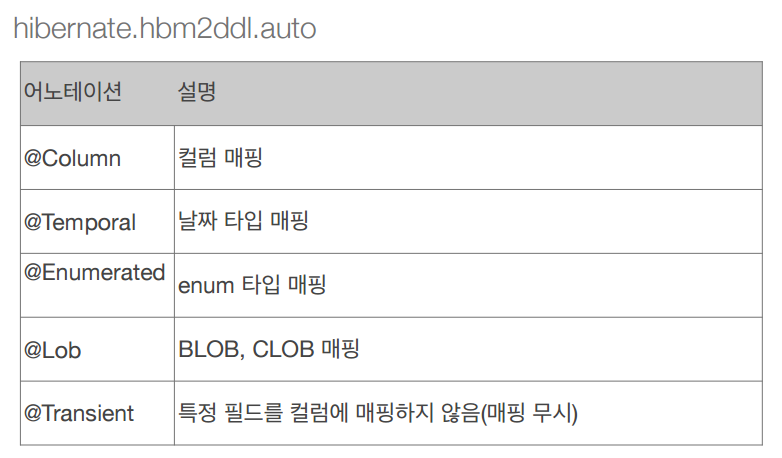 hibernate.hbm2ddl.auto
어노테이션 설명
@Column 컬럼 매핑
@Temporal 날짜 타입 매핑
@Enumerated enum 타입 매핑
@Lob BLOB, CLOB 매핑
@Transient 특정 필드를 컬럼에 매핑하지 않음(매핑 무시)